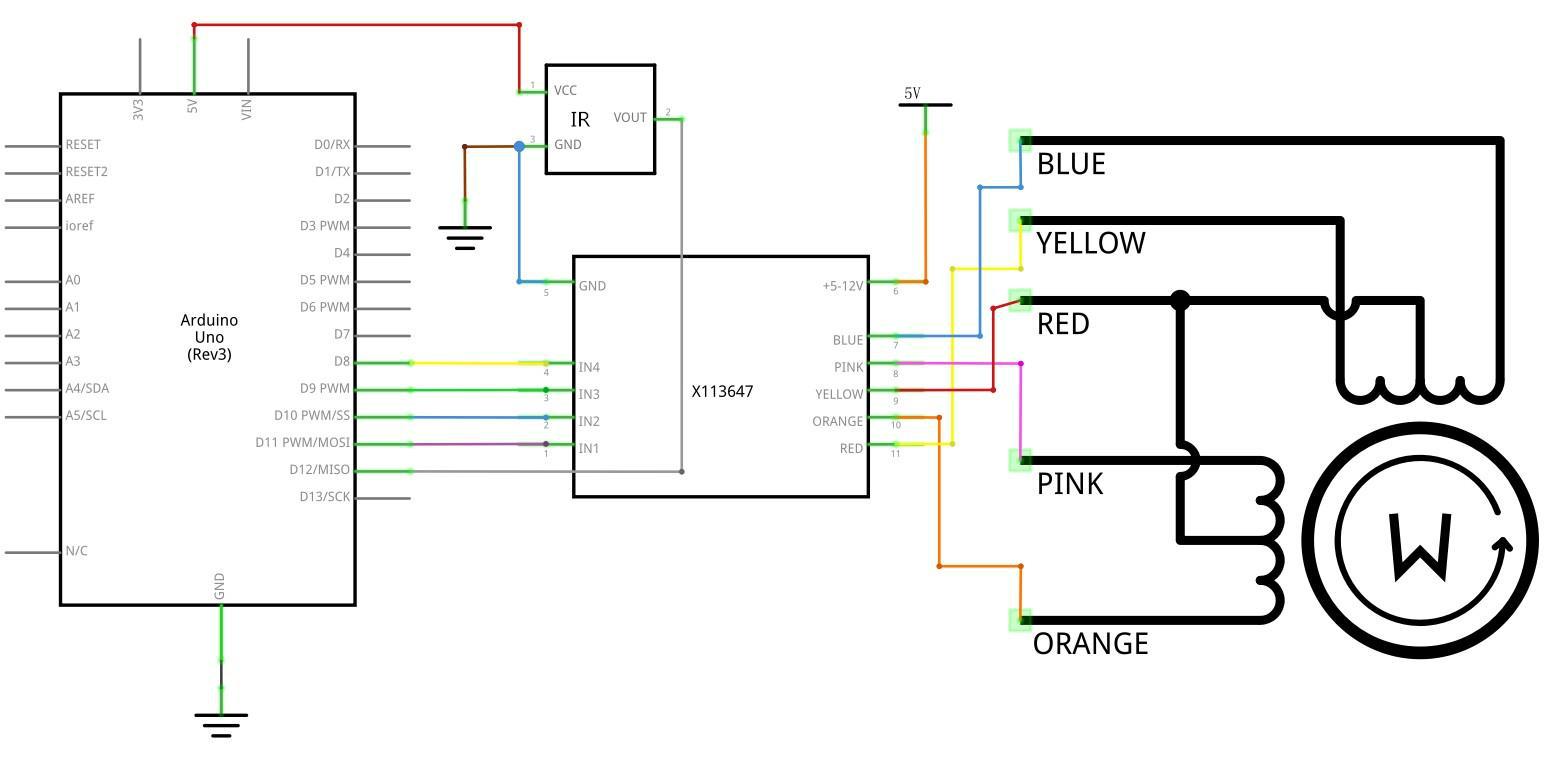 3V3
5V
VIN
RESET
RESET2
AREF
ioref
A0
A1
A2
A3
A4/SDA
A5/SCL
N/C
Arduino
Uno
(Rev3)
D0/RX
D1/TX
D2
D3 PWM
D4
D5 PWM
D6 PWM
D7
D8
D9 PWM
D10 PWM/SS
D11 PWM/MOSI
D12/MISO
D13/SCK
GND
1
VCC
IR
VOUT
2
3
GND
5
GND
4
IN4
3
IN3
2
IN2
1
IN1
X113647
+5-12V
6
BLUE
7
PINK
8
YELLOW
9
ORANGE
10
RED
11
5V
BLUE
YELLOW
RED
PINK
ORANGE